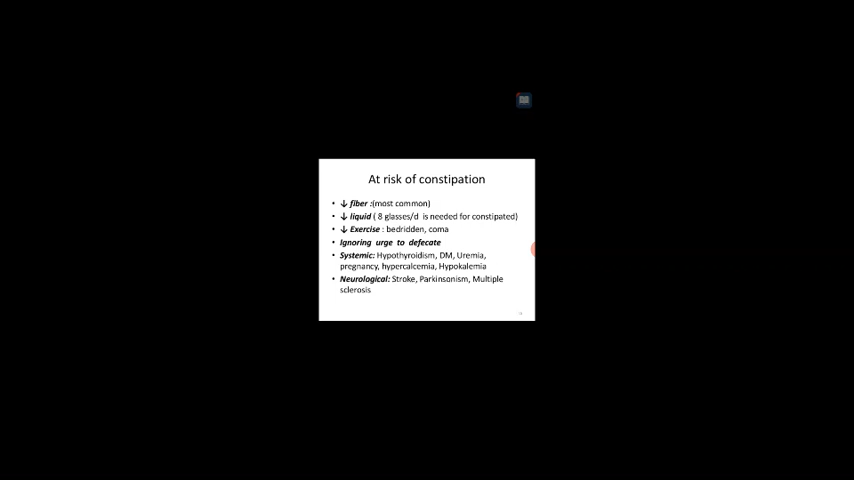 At risk of constipation
• ↓ fiber :(most common)
• ↓ liquid ( 8 glasses/d is needed for constipated)
• ↓ Exercise : bedridden, coma
• Ignoring urge to defecate
• Systemic: Hypothyroidism, DM, Uremia,
pregnancy, hypercalcemia, Hypokalemia
• Neurological: Stroke, Parkinsonism, Multiple
sclerosis